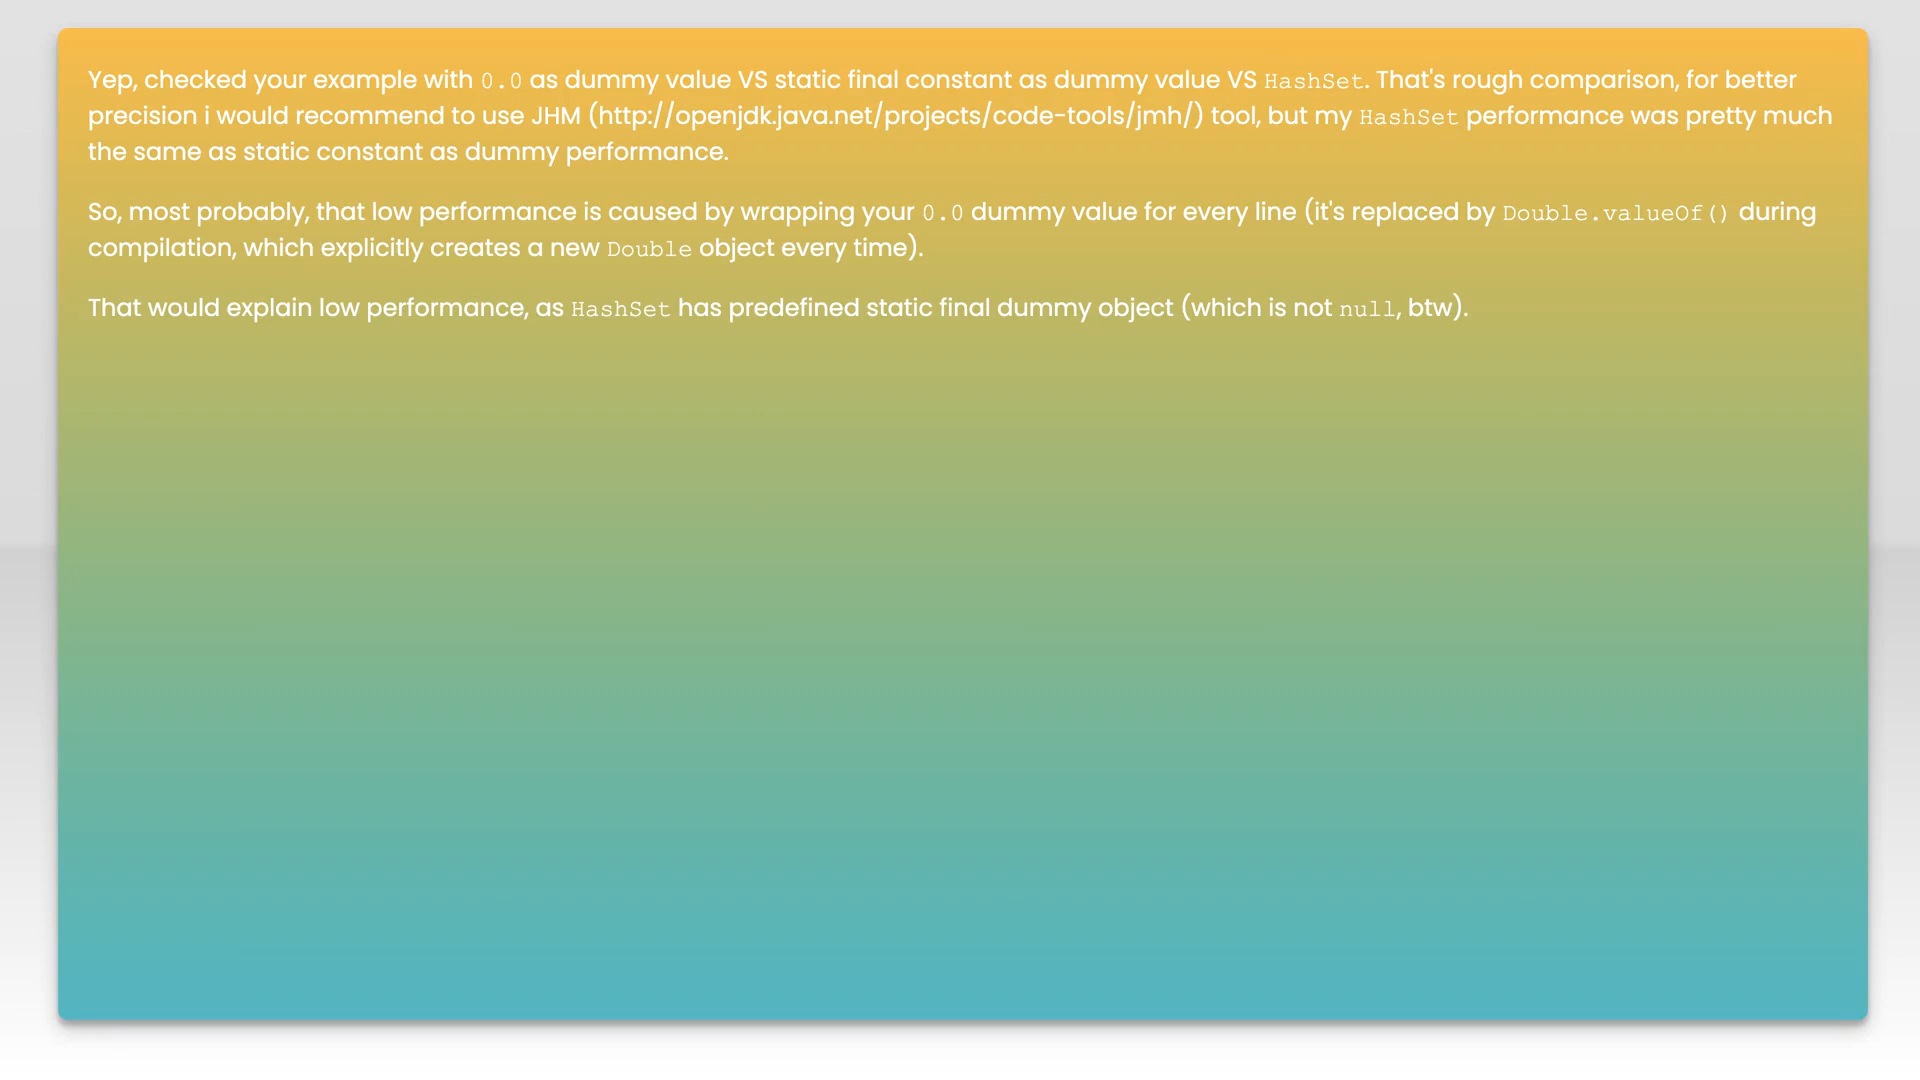 Yep, checked your example with 0.0 as dummy value VS static final constant as dummy value VS HashSet. That's rough comparison, for better
precision i would recommend to use JHM (http://openjdk.java.net/projects/code-tools/jmh/) tool, but my HashSet performance was pretty much
the same as static constant as dummy performance.
So, most probably, that low performance is caused by wrapping your 0.0 dummy value for every line (it's replaced by Double.valueOf() during
compilation, which explicitly creates a new Double object every time).
That would explain low performance, as HashSet has predefined static final dummy object (which is not null, btw).